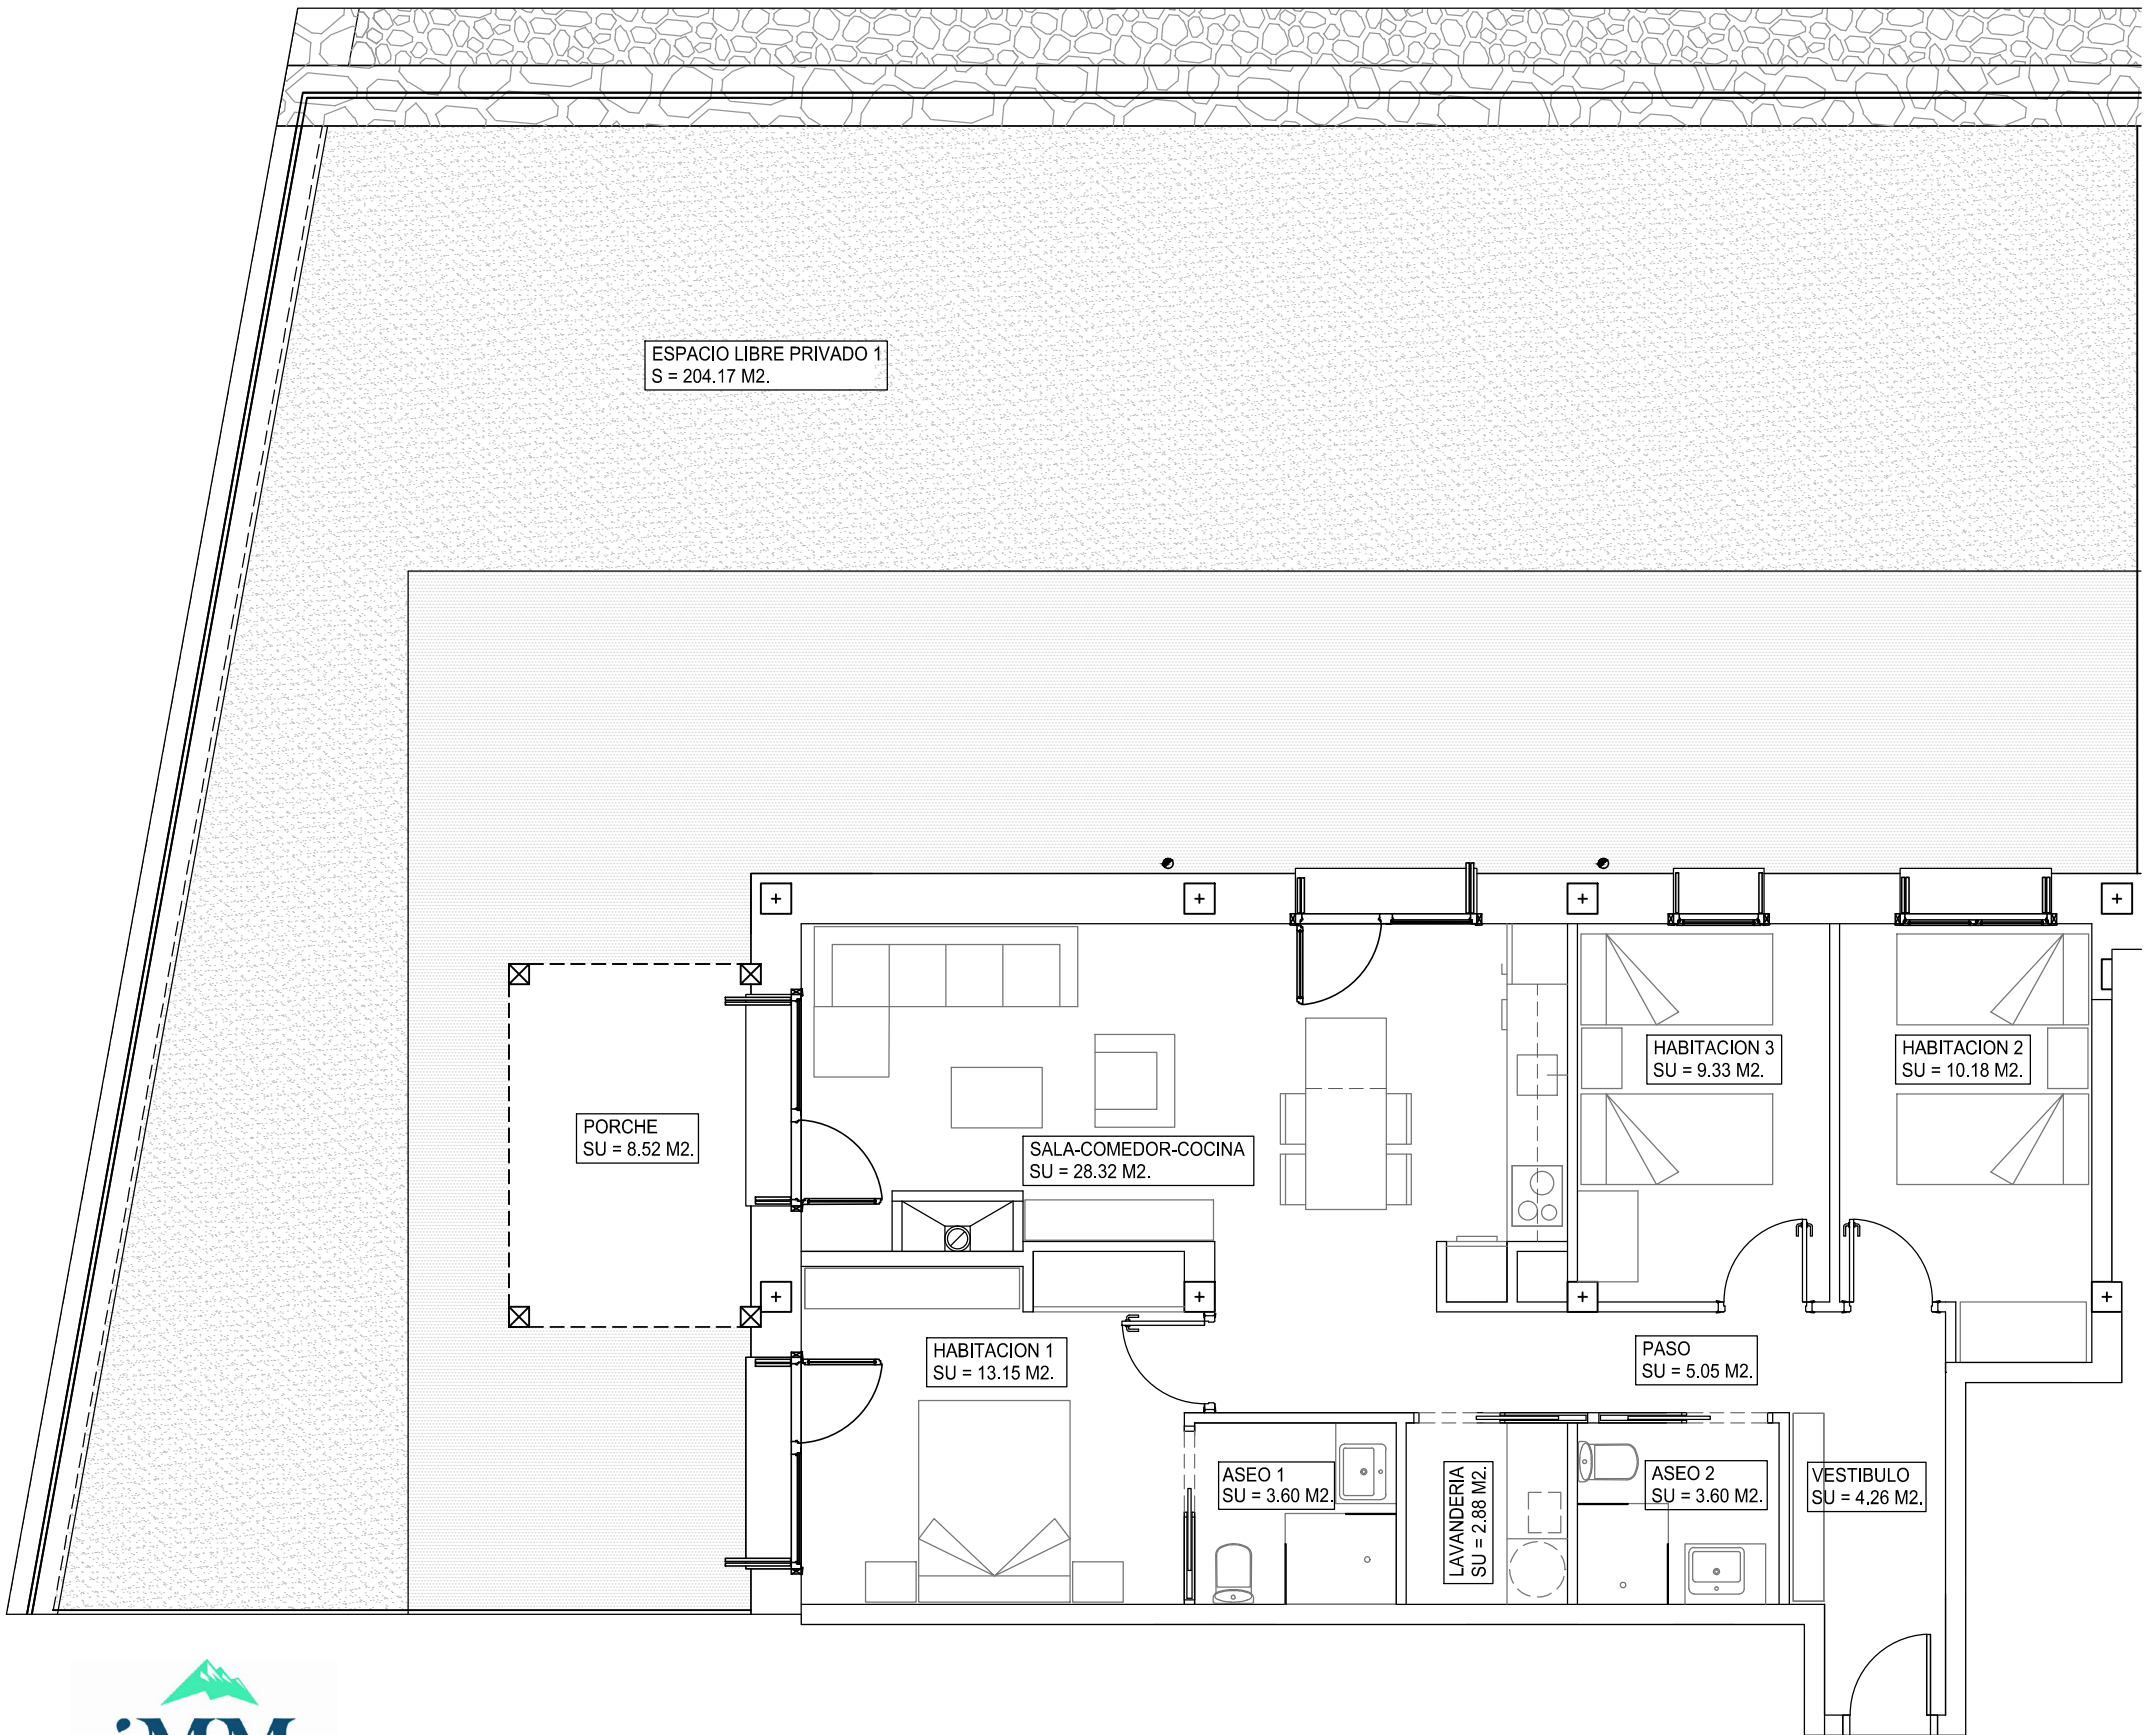 ESPACIO LIBRE PRIVADO 1
S = 204.17 M2.
HABITACION 3
SU = 9.33 M2.
HABITACION 2
SU = 10.18 M2.
PORCHE
SU = 8.52 M2.
SALA-COMEDOR-COCINA
SU = 28.32 M2.
HABITACION 1
SU = 13.15 M2.
PASO
SU = 5.05 M2.
ASEO 1
SU = 3.60 M2.
LAVANDERIA
SU = 2.88 M2.
ASEO 2
SU = 3.60 M2.
VESTIBULO
SU = 4.26 M2.
iMM